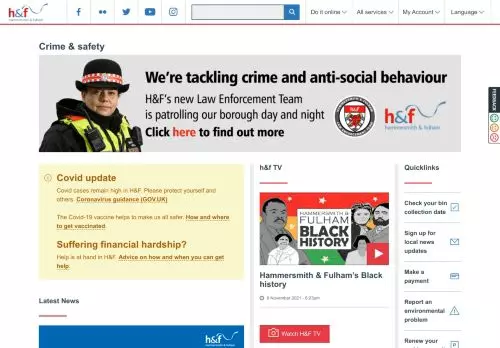 h&f
hammersmith & fulham
Do it online
All services
My Account
Language
FEEDBACK
Crime & safety
We're tackling crime and anti-social behaviour
H&F's new Law Enforcement Team
is patrolling our borough day and night
Click here to find out more
h&f
hammersmith & fulham
Covid update
Covid cases remain high in H&F. Please protect yourself and
others. Coronavirus guidance (GOV.UK)
The Covid-19 vaccine helps to make us all safer. How and where
to get vaccinated.
Suffering financial hardship?
Help is at hand in H&F. Advice on how and when you can get
help.
Latest News
h&f
hammersmith & fulham
h&f TV
HAMMERSMITH &
FULHAM
BLACK
HISTORY
Hammersmith & Fulham's Black
history
9 November 2021 - 6:23pm
Watch H&F TV
Quicklinks
Check your bin
collection date
Sign up for
local news
updates
Make a
payment
Report an
environmental
problem
Renew your